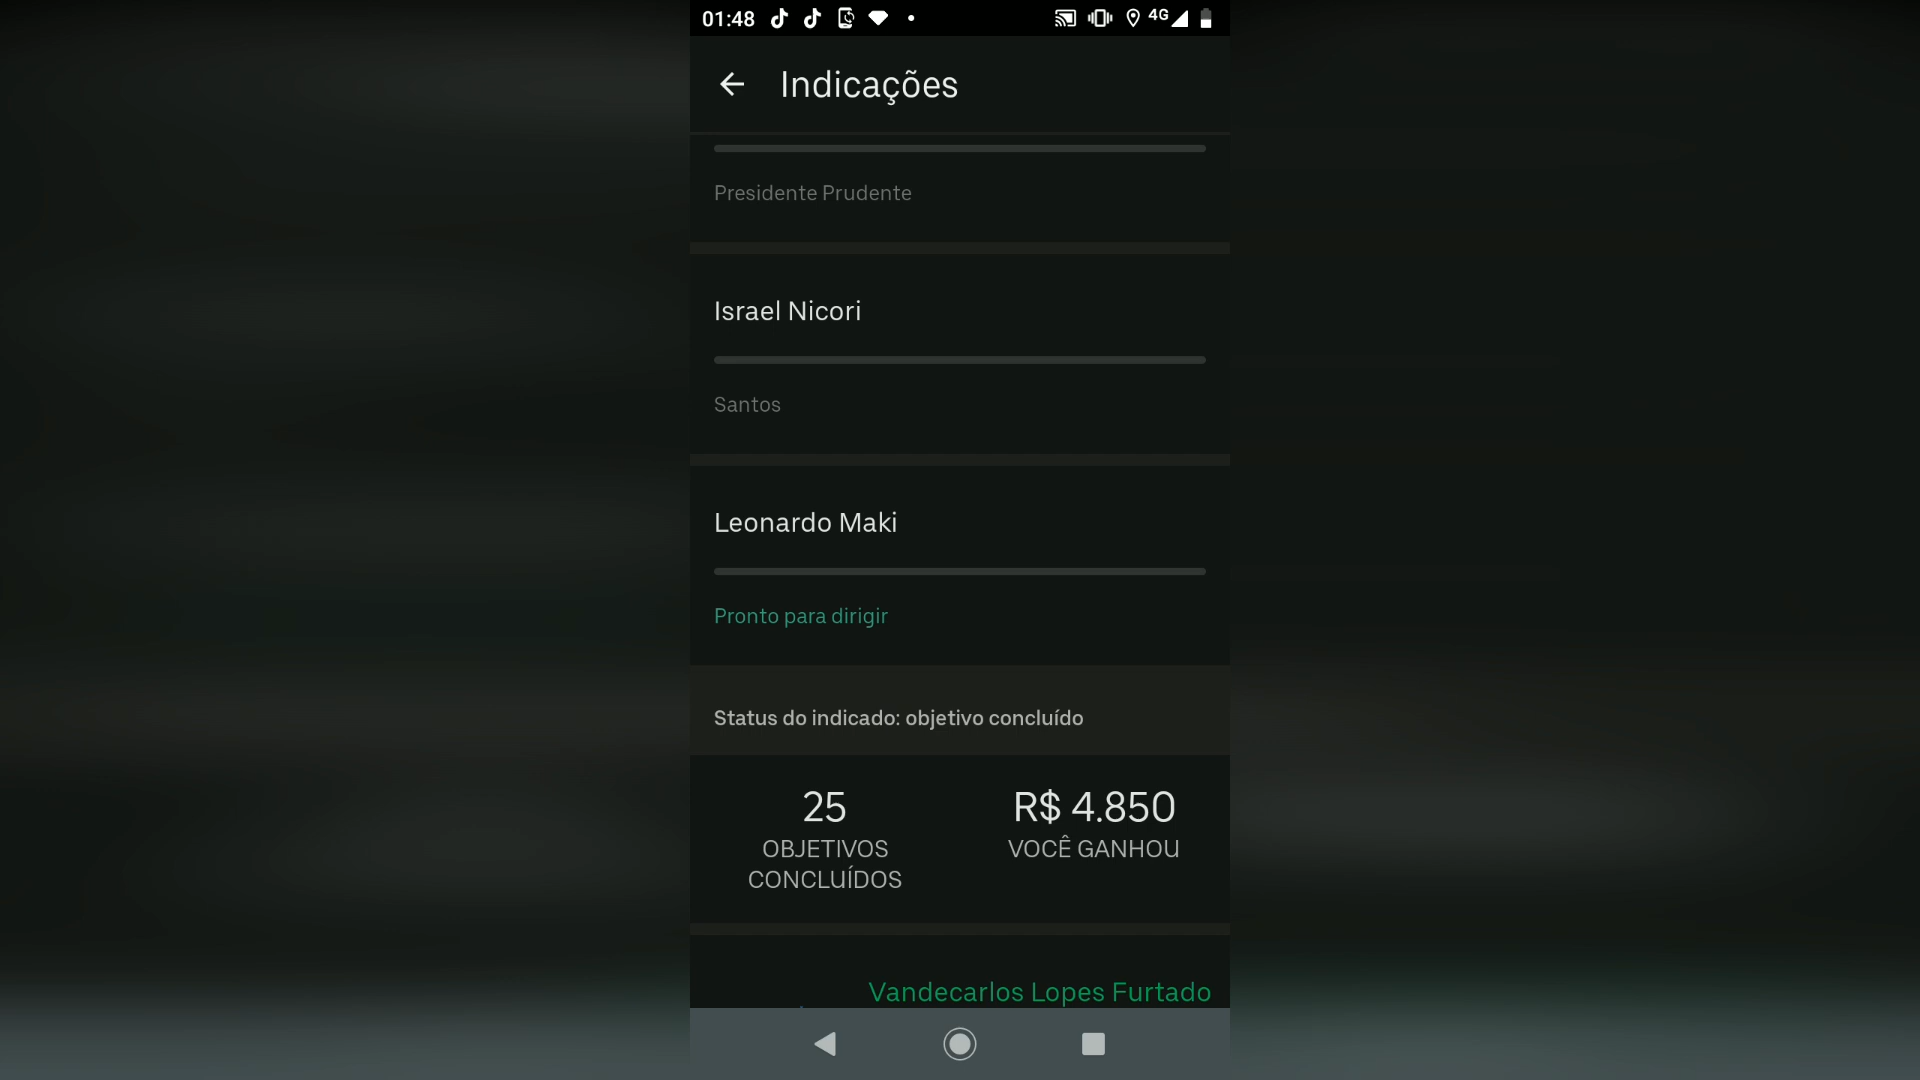 01:48
4G
Indicações
Presidente Prudente
Israel Nicori
Santos
Leonardo Maki
Pronto para dirigir
Status do indicado: objetivo concluído
25
OBJETIVOS
CONCLUÍDOS
R$ 4.850
VOCÊ GANHOU
Vandecarlos Lopes Furtado